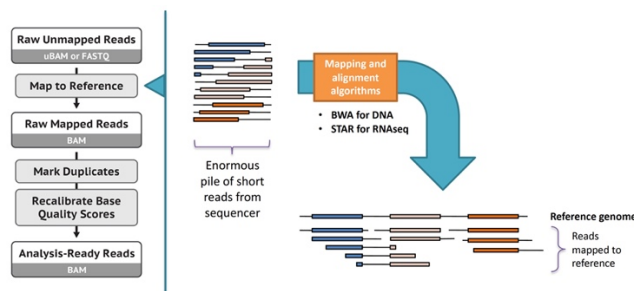 Raw Unmapped Reads
uBAM or FASTQ
Map to Reference
Raw Mapped Reads
BAM
Mark Duplicates
Recalibrate Base
Quality Scores
Analysis-Ready Reads
BAM
Enormous
pile of short
reads from
sequencer
Mapping and
alignment
algorithms
• BWA for DNA
• STAR for RNAseq
Reference genome
Reads
mapped to
reference